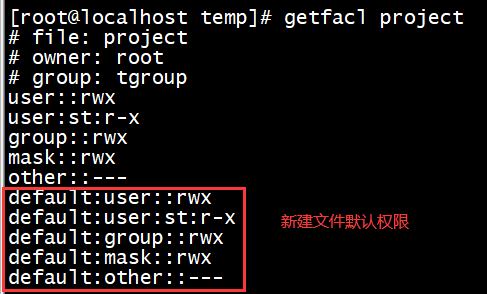 [root@localhost temp]# getfacl project
# file: project
# owner: root
# group: tgroup
user::rwx
user:st:r-x
group::rwx
mask::rwx
other::---
default:user::rwx
default:user:st:r-x
default:group::rwx
default:mask::rwx
default:other::---
新建文件默认权限